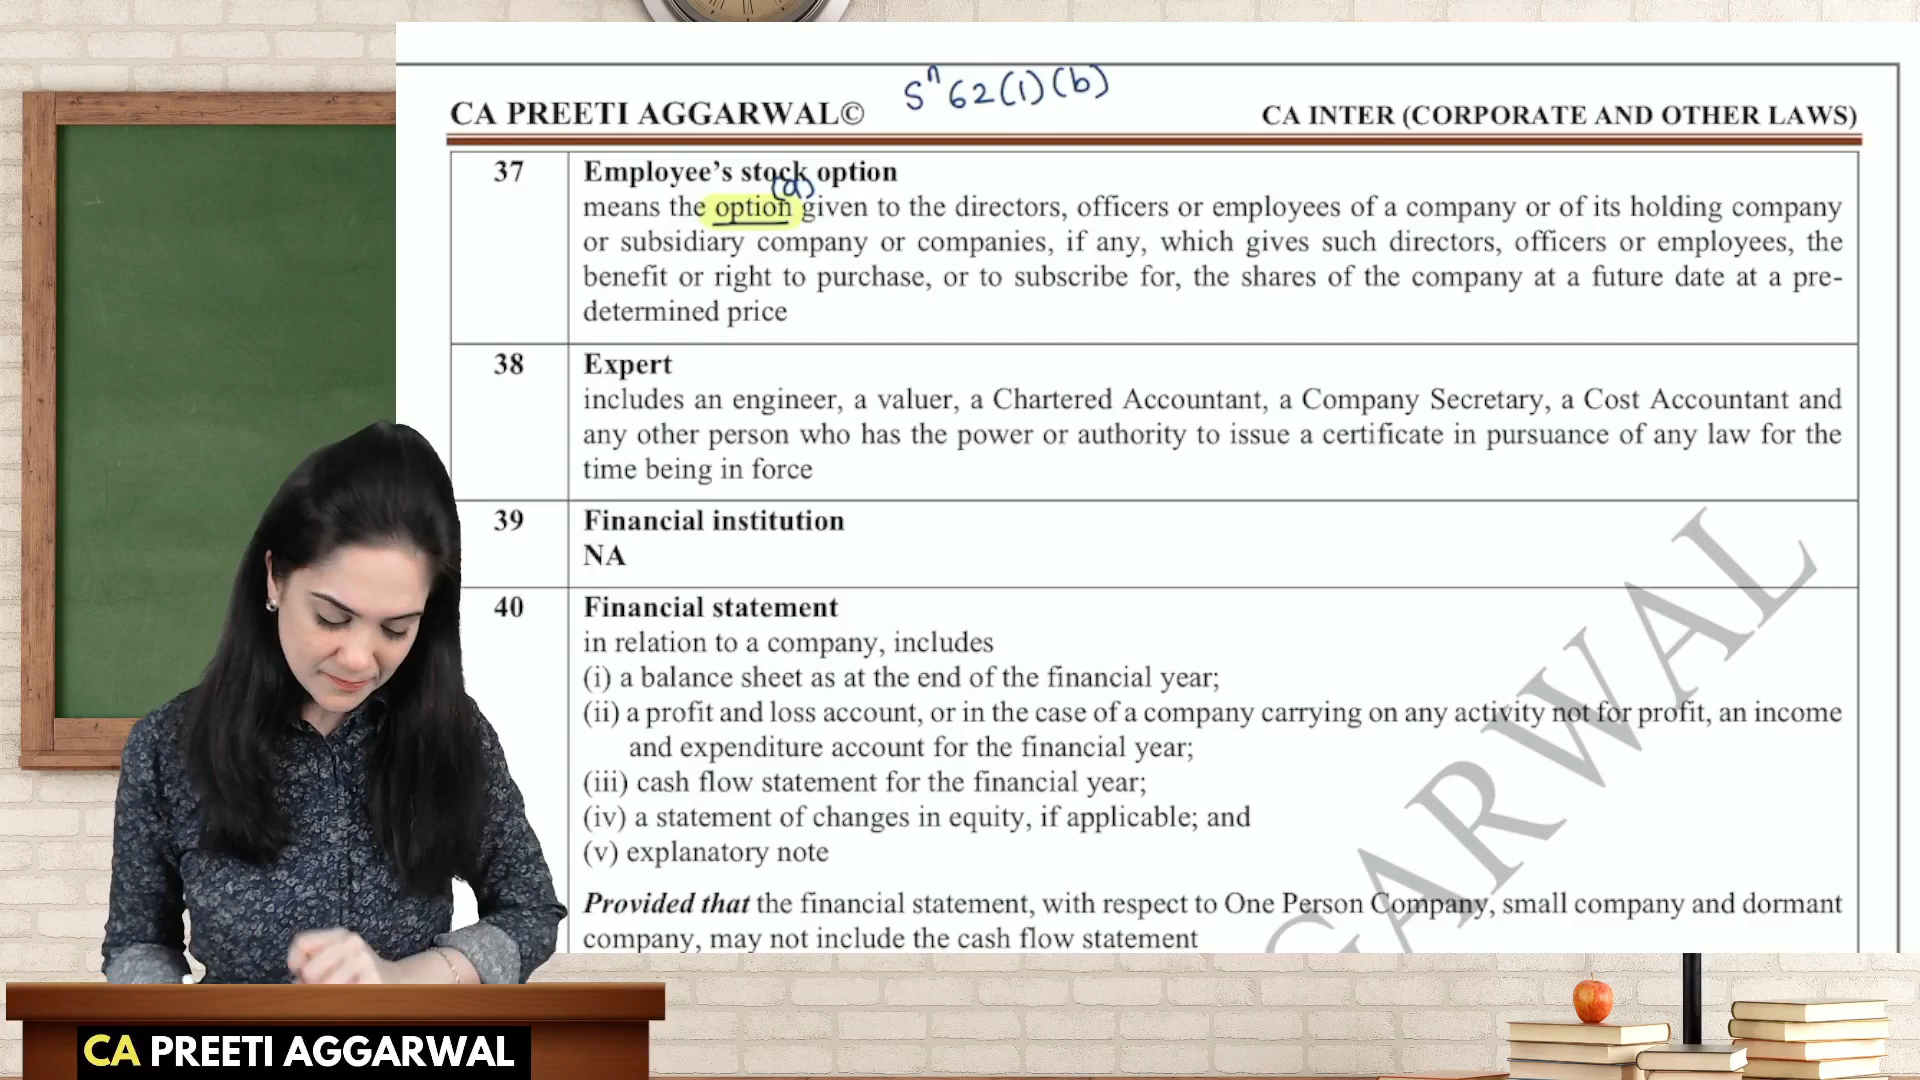 Sⁿ 62(1)(b)
CA PREETI AGGARWAL©
CA INTER (CORPORATE AND OTHER LAWS)
37
Employee’s stock option
(a)
means the option given to the directors, officers or employees of a company or of its holding company
or subsidiary company or companies, if any, which gives such directors, officers or employees, the
benefit or right to purchase, or to subscribe for, the shares of the company at a future date at a pre-
determined price
38
Expert
includes an engineer, a valuer, a Chartered Accountant, a Company Secretary, a Cost Accountant and
any other person who has the power or authority to issue a certificate in pursuance of any law for the
time being in force
39
Financial institution
NA
40
Financial statement
in relation to a company, includes
(i) a balance sheet as at the end of the financial year;
(ii) a profit and loss account, or in the case of a company carrying on any activity not for profit, an income
and expenditure account for the financial year;
(iii) cash flow statement for the financial year;
(iv) a statement of changes in equity, if applicable; and
(v) explanatory note
Provided that the financial statement, with respect to One Person Company, small company and dormant
company, may not include the cash flow statement
GARWAL
CA PREETI AGGARWAL